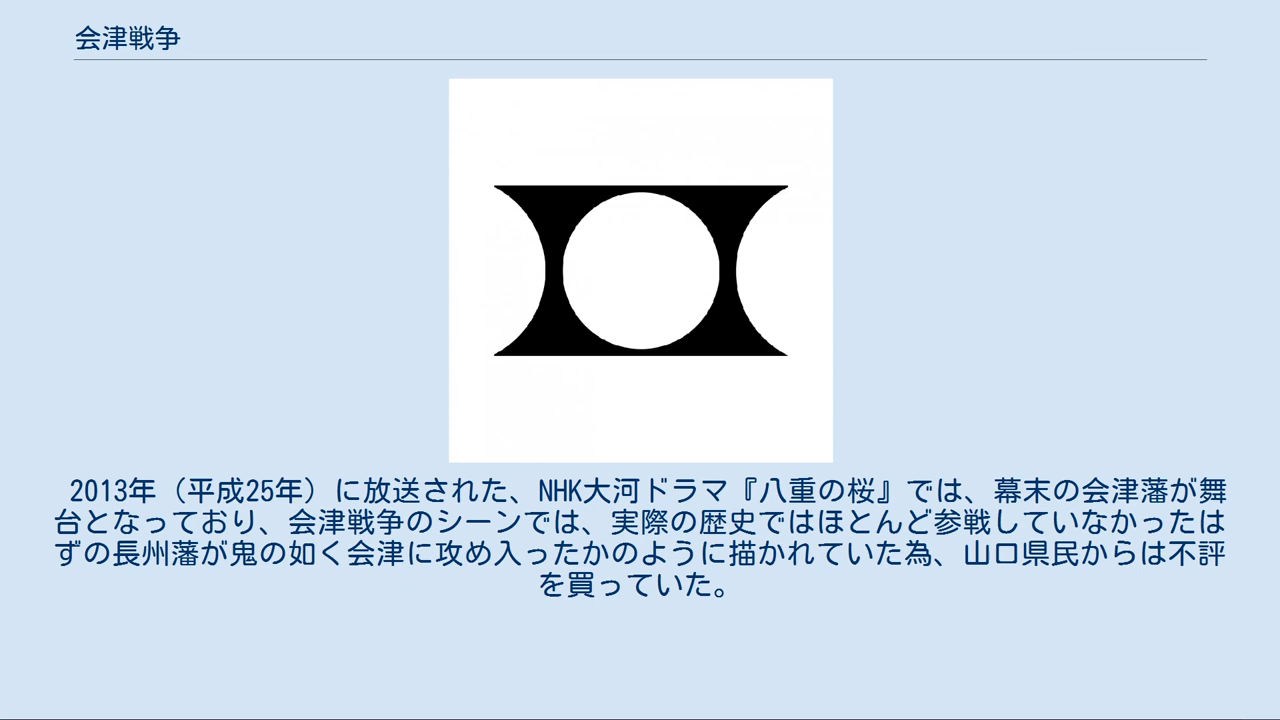 会津戦争
2013年（平成25年）に放送された、NHK大河ドラマ『八重の桜』では、幕末の会津藩が舞
台となっており、会津戦争のシーンでは、実際の歴史ではほとんど参戦していなかったは
ずの長州藩が鬼の如く会津に攻め入ったかのように描かれていた為、山口県民からは不評
を買っていた。